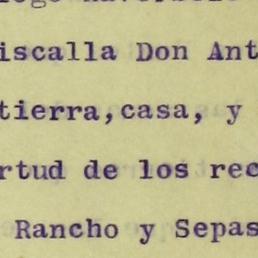 iscalla Don Ant
tierra,casa, y
rtud de los rec
Rancho y Sepas